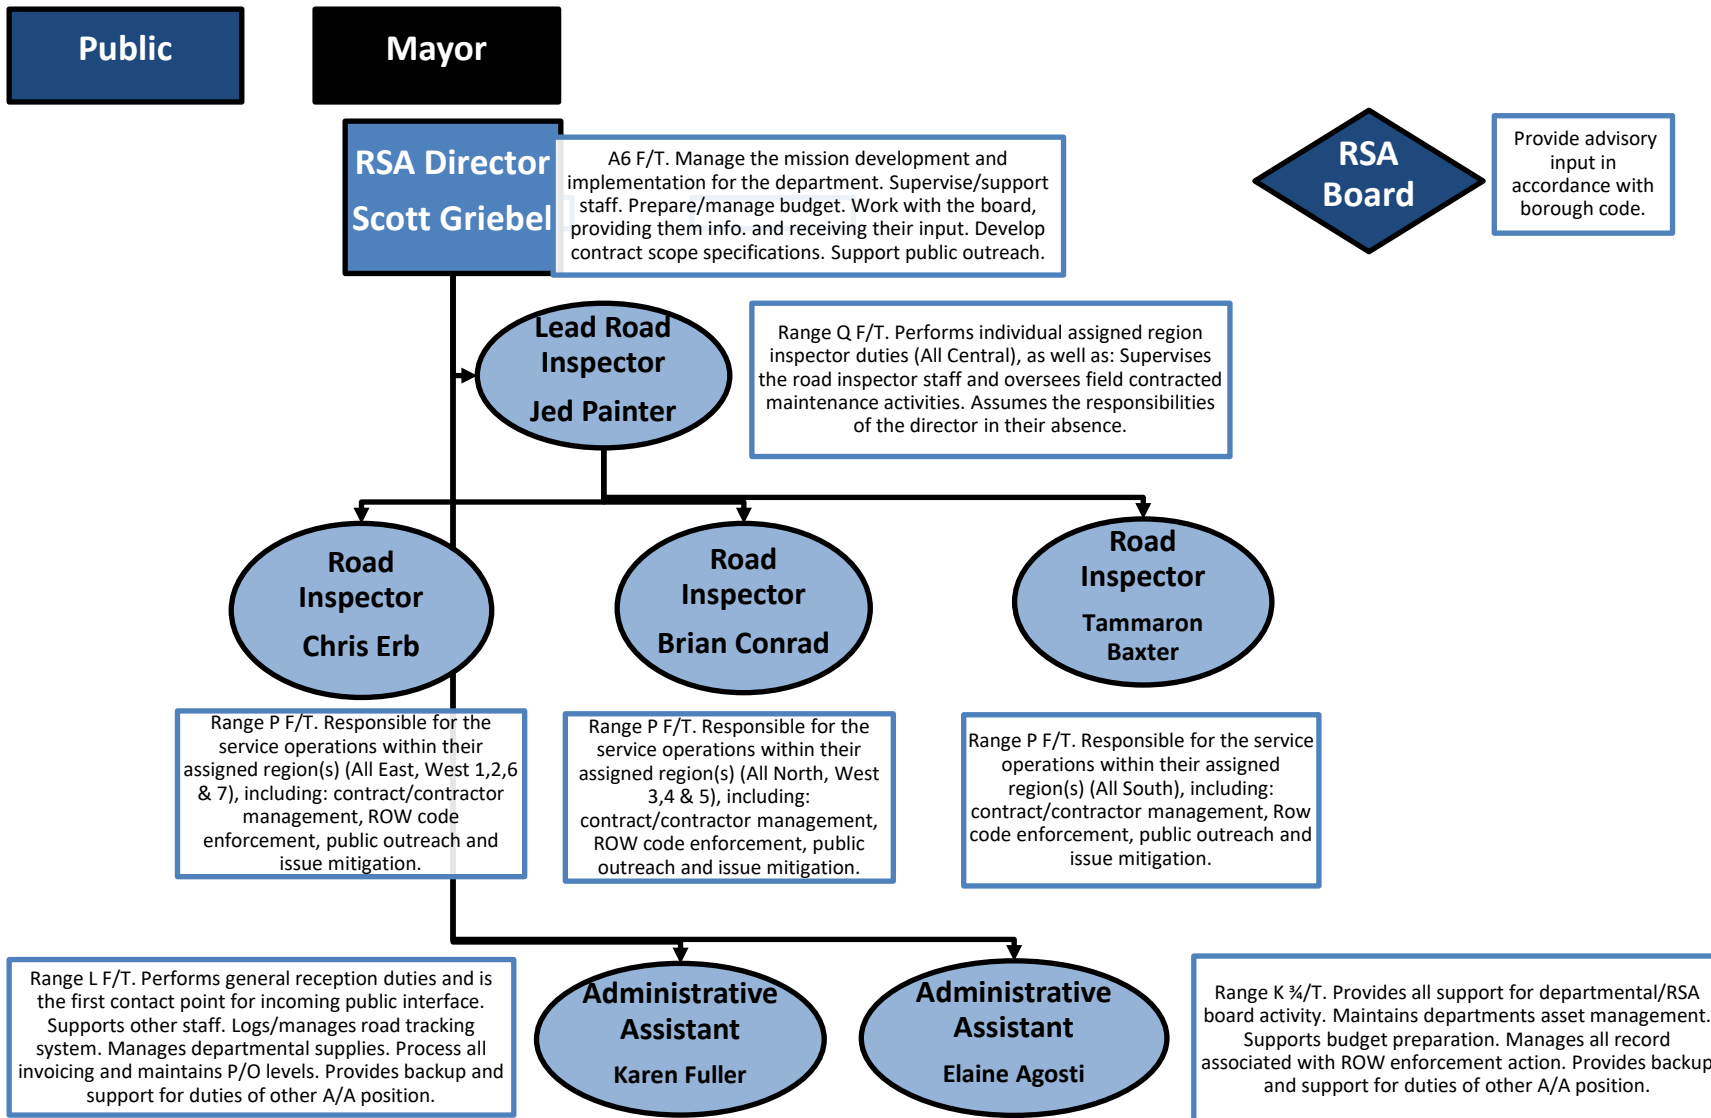 Public
Mayor
RSA Director
Scott Griebel
A6 F/T. Manage the mission development and
implementation for the department. Supervise/support
staff. Prepare/manage budget. Work with the board,
providing them info. and receiving their input. Develop
contract scope specifications. Support public outreach.
RSA
Board
Provide advisory
input in
accordance with
borough code.
Lead Road
Inspector
Jed Painter
Range Q F/T. Performs individual assigned region
inspector duties (All Central), as well as: Supervises
the road inspector staff and oversees field contracted
maintenance activities. Assumes the responsibilities
of the director in their absence.
Road
Inspector
Chris Erb
Road
Inspector
Brian Conrad
Road
Inspector
Tammaron
Baxter
Range P F/T. Responsible for the
service operations within their
assigned region(s) (All East, West 1,2,6
& 7), including: contract/contractor
management, ROW code
enforcement, public outreach and
issue mitigation.
Range P F/T. Responsible for the
service operations within their
assigned region(s) (All North, West
3,4 & 5), including:
contract/contractor management,
ROW code enforcement, public
outreach and issue mitigation.
Range P F/T. Responsible for the service
operations within their assigned
region(s) (All South), including:
contract/contractor management, Row
code enforcement, public outreach and
issue mitigation.
Range L F/T. Performs general reception duties and is
the first contact point for incoming public interface.
Supports other staff. Logs/manages road tracking
system. Manages departmental supplies. Process all
invoicing and maintains P/O levels. Provides backup and
support for duties of other A/A position.
Administrative
Assistant
Karen Fuller
Administrative
Assistant
Elaine Agosti
Range K ¾/T. Provides all support for departmental/RSA
board activity. Maintains departments asset management.
Supports budget preparation. Manages all record
associated with ROW enforcement action. Provides backup
and support for duties of other A/A position.